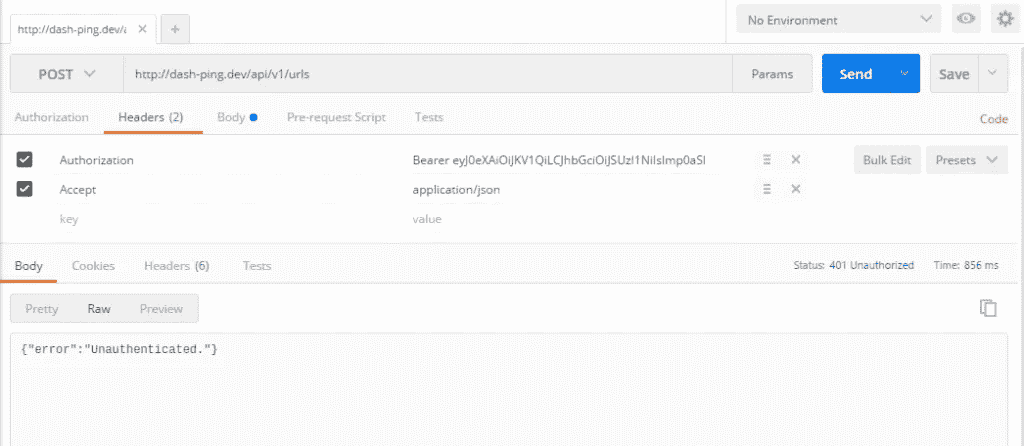 http://dash-ping.dev/a
No Environment
POST http://dash-ping.dev/api/v1/urls Params Send Save
Authorization Headers (2) Body Pre-request Script Tests Code
Authorization Bearer eyJ0eXAiOiJKV1QiLCJhbGciOiJSUzI1NiIsImp0aSI Bulk Edit Presets
Accept application/json
key value
Body Cookies Headers (6) Tests Status: 401 Unauthorized Time: 856 ms
Pretty Raw Preview
{"error":"Unauthenticated."}